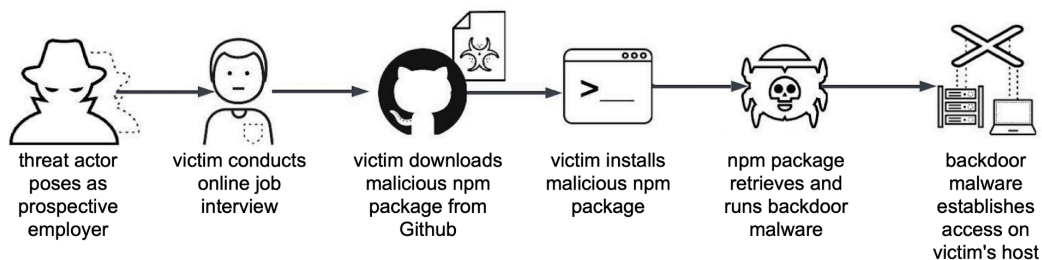 threat actor
poses as
prospective
employer
victim conducts
online job
interview
victim downloads
malicious npm
package from
Github
victim installs
malicious npm
package
npm package
retrieves and
runs backdoor
malware
backdoor
malware
establishes
access on
victim's host